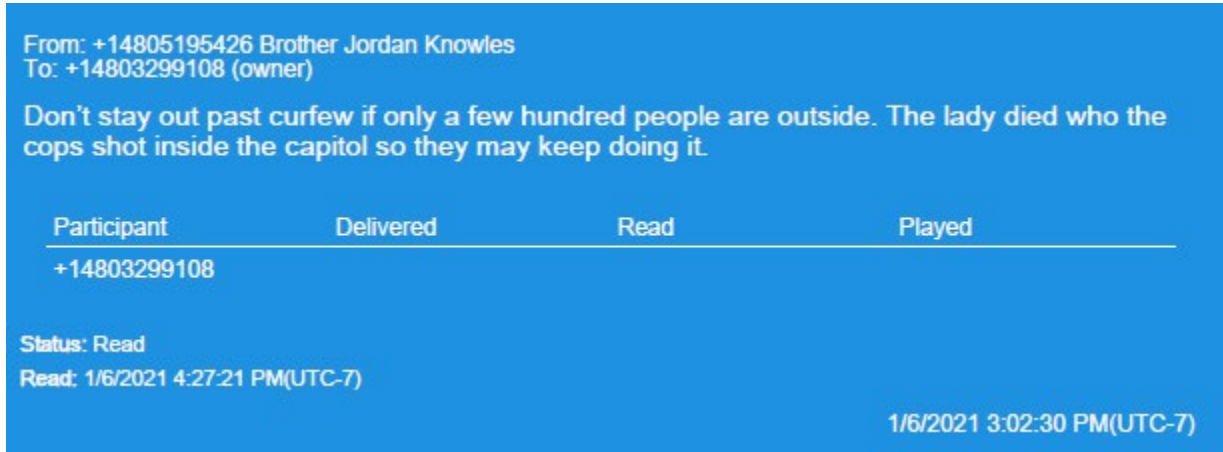 From: +14805195426 Brother Jordan Knowles
To: +14803299108 (owner)
Don't stay out past curfew if only a few hundred people are outside. The lady died who the
cops shot inside the capitol so they may keep doing it.
Participant Delivered Read Played
+14803299108
Status: Read
Read: 1/6/2021 4:27:21 PM(UTC-7)
1/6/2021 3:02:30 PM(UTC-7)